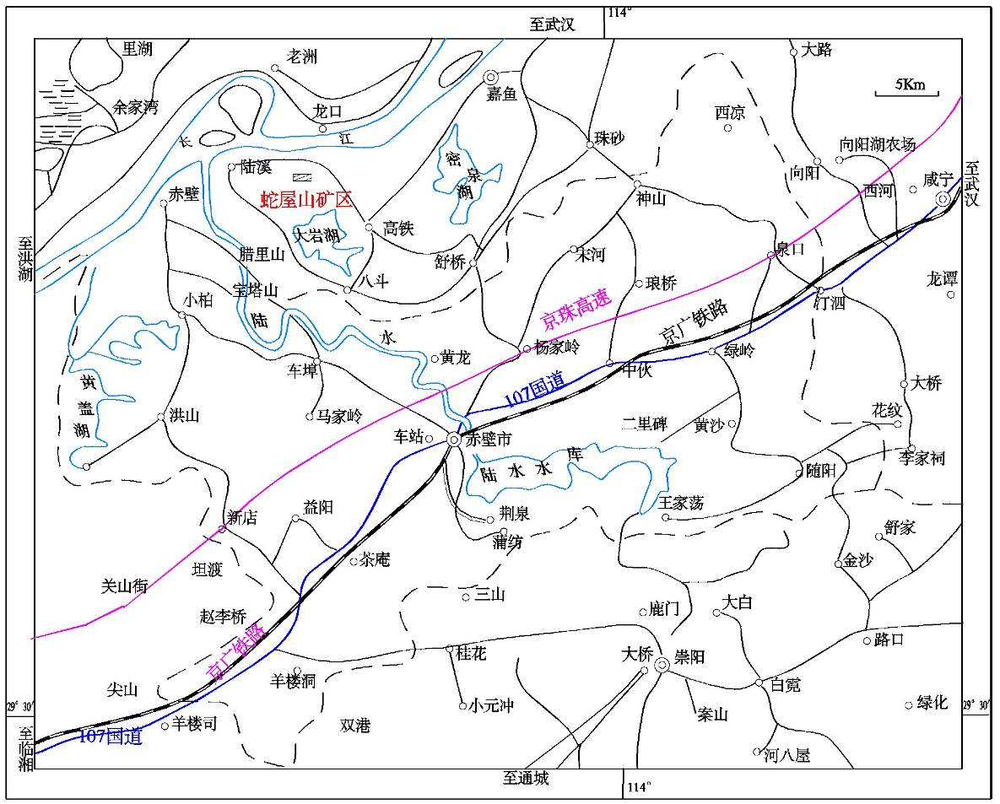 114°
至武汉
里湖
老洲
大路
5Km
嘉鱼
余家湾
龙口
西凉
长
江
珠砂
向阳湖农场
密
泉
湖
陆溪
向阳
咸宁
至武汉
西河
赤壁
蛇屋山矿区
神山
高铁
大岩湖
至洪湖
腊里山
舒桥
宋河
泉口
八斗
宝塔山
琅桥
龙潭
小柏
京珠高速
汀泗
陆
水
京广铁路
黄龙
杨家岭
绿岭
车埠
中伙
107国道
黄
盖
湖
大桥
洪山
马家岭
花纹
二里碑
黄沙
车站
赤壁市
陆水水库
李家祠
随阳
益阳
荆泉
王家荡
新店
蒲纺
舒家
茶庵
坦渡
金沙
关山街
三山
鹿门
大白
赵李桥
京广铁路
路口
桂花
大桥
崇阳
羊楼洞
白霓
尖山
小元冲
绿化
29° 30′
29° 30′
案山
双港
羊楼司
至临湘
107国道
河八屋
至通城
114°